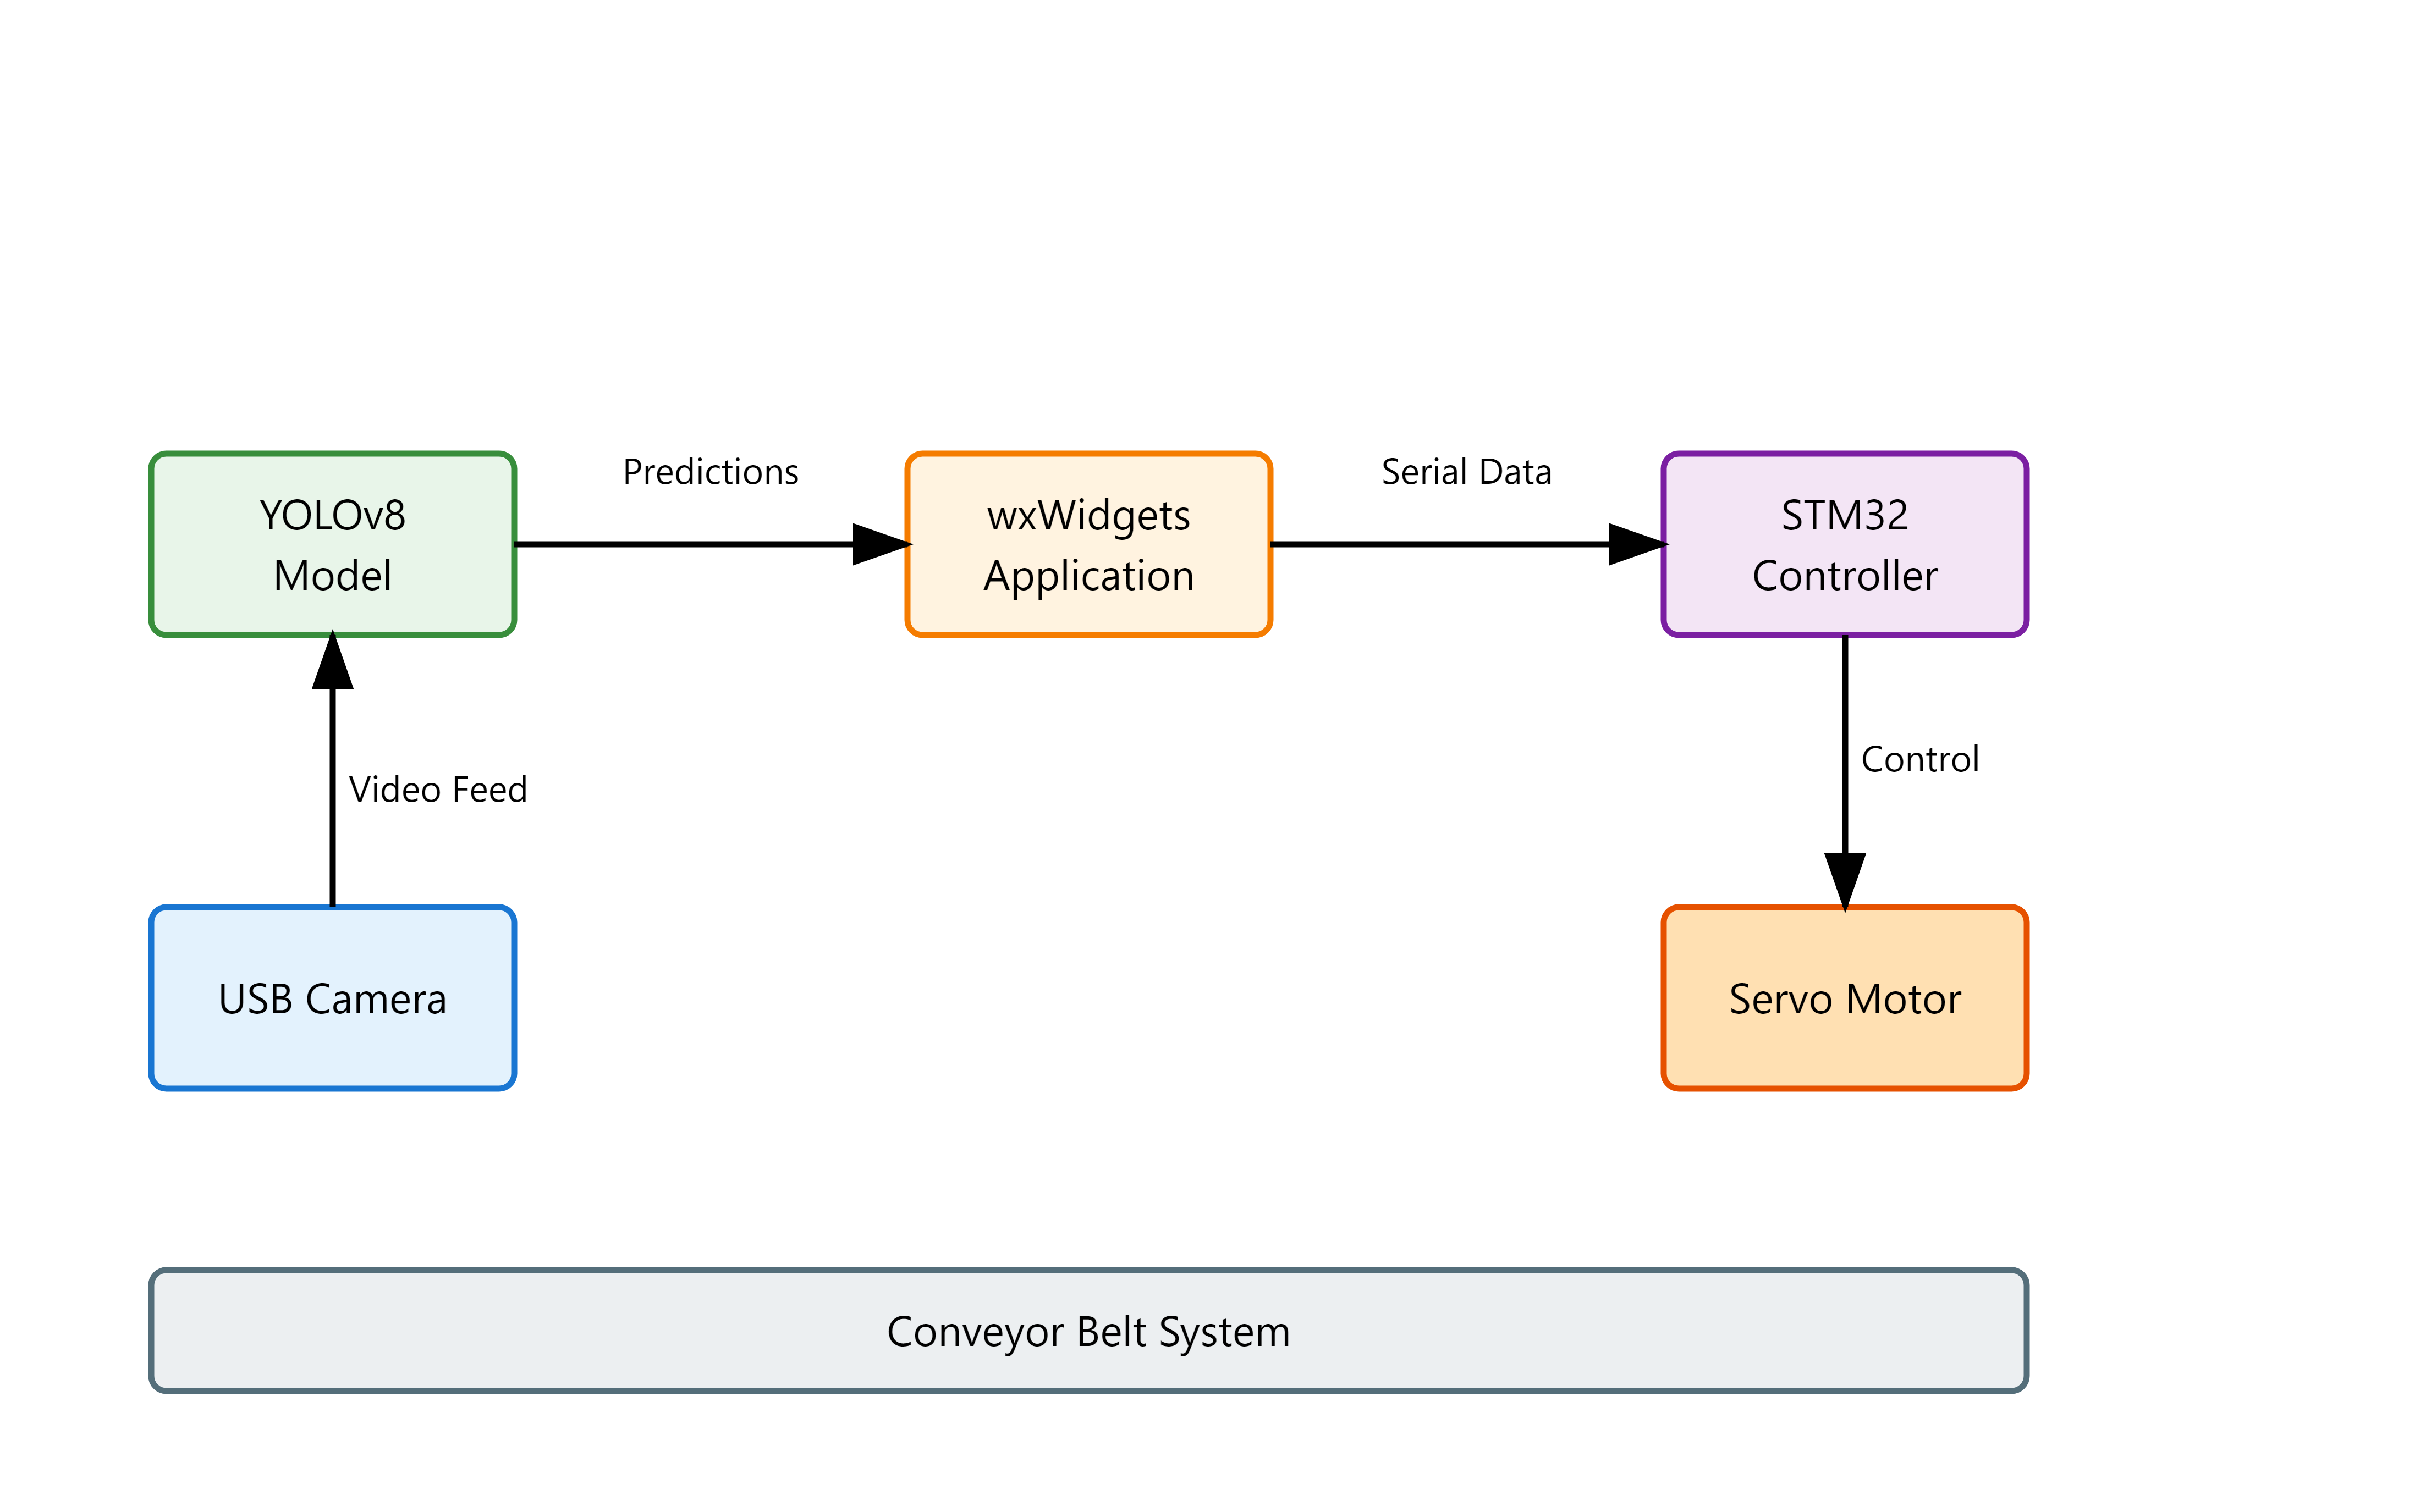 YOLOv8
Model
Predictions
wxWidgets
Application
Serial Data
STM32
Controller
Video Feed
Control
USB Camera
Servo Motor
Conveyor Belt System